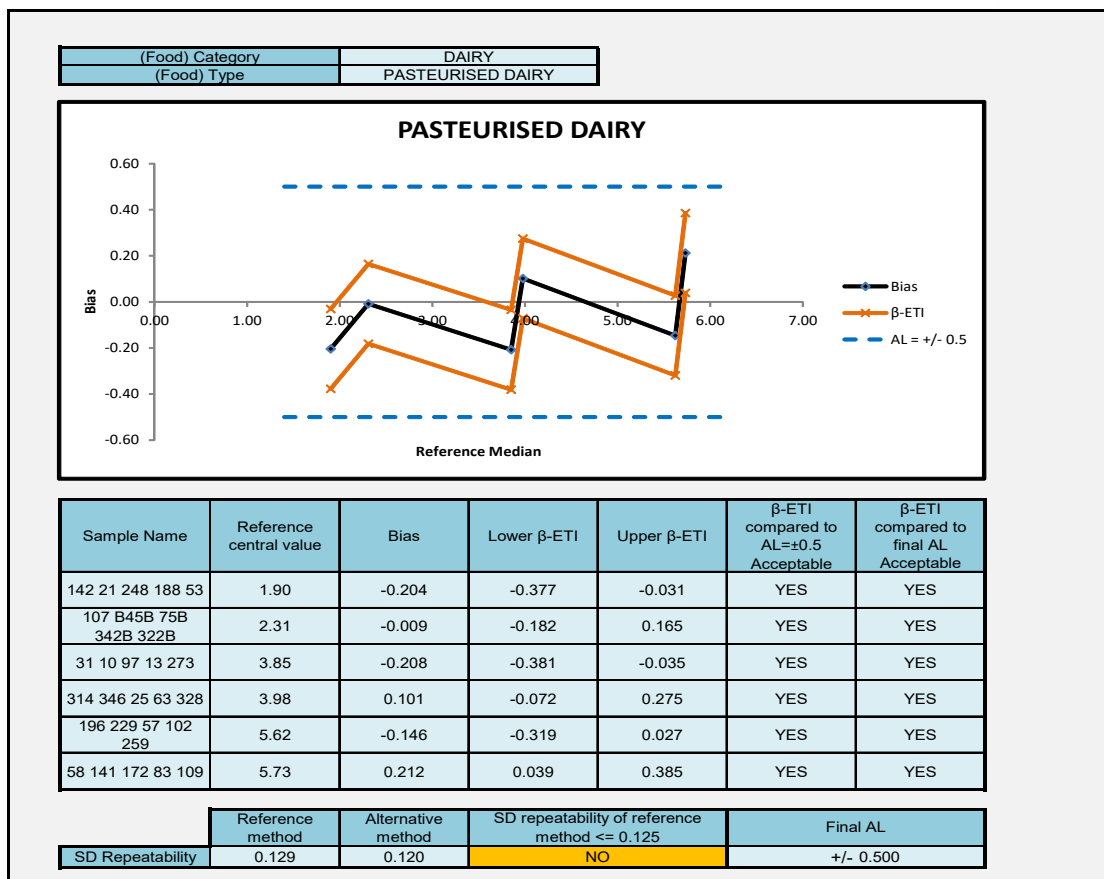 (Food) Category DAIRY
(Food) Type PASTEURISED DAIRY
PASTEURISED DAIRY
0.60
0.40
0.20
0.00
-0.20
-0.40
-0.60
Bias
0.00 1.00 2.00 3.00 4.00 5.00 6.00 7.00
Reference Median
Bias
β-ETI
AL = +/- 0.5
Sample Name
Reference
central value
Bias
Lower β-ETI
Upper β-ETI
β-ETI
compared to
AL=±0.5
Acceptable
β-ETI
compared to
final AL
Acceptable
142 21 248 188 53 1.90 -0.204 -0.377 -0.031 YES YES
107 B45B 75B
342B 322B
2.31 -0.009 -0.182 0.165 YES YES
31 10 97 13 273 3.85 -0.208 -0.381 -0.035 YES YES
314 346 25 63 328 3.98 0.101 -0.072 0.275 YES YES
196 229 57 102
259
5.62 -0.146 -0.319 0.027 YES YES
58 141 172 83 109 5.73 0.212 0.039 0.385 YES YES
Reference
method
Alternative
method
SD repeatability of reference
method <= 0.125
Final AL
SD Repeatability 0.129 0.120 NO +/- 0.500